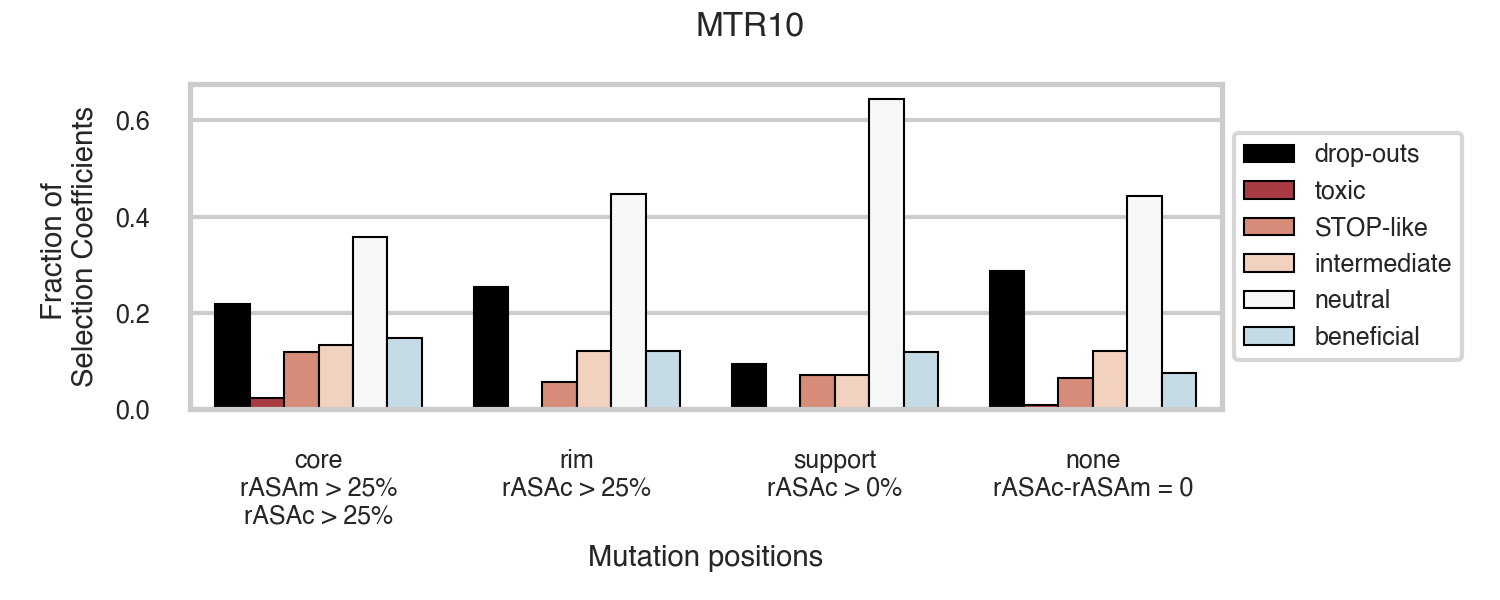 MTR10
Fraction of
Selection Coefficients
0.6
0.4
0.2
0.0
core
rASAm > 25%
rASAc > 25%
rim
rASAc > 25%
support
rASAc > 0%
none
rASAc-rASAm = 0
Mutation positions
drop-outs
toxic
STOP-like
intermediate
neutral
beneficial